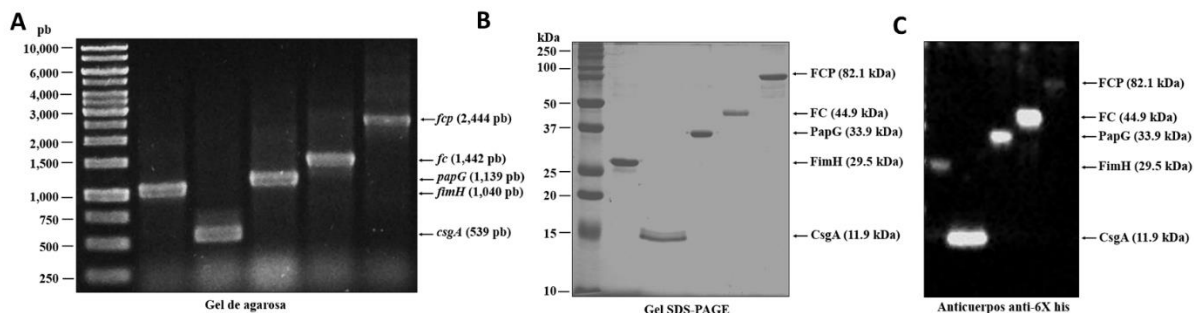 A
pb
10,000
6,000
4,000
3,000
2,000
1,500
1,000
750
500
250
fcp (2,444 pb)
fc (1,442 pb)
papG (1,139 pb)
fimH (1,040 pb)
csgA (539 pb)
Gel de agarosa
B
kDa
250
100
50
37
25
20
15
10
FCP (82.1 kDa)
FC (44.9 kDa)
PapG (33.9 kDa)
FimH (29.5 kDa)
CsgA (11.9 kDa)
Gel SDS-PAGE
C
FCP (82.1 kDa)
FC (44.9 kDa)
PapG (33.9 kDa)
FimH (29.5 kDa)
CsgA (11.9 kDa)
Anticuerpos anti-6X his